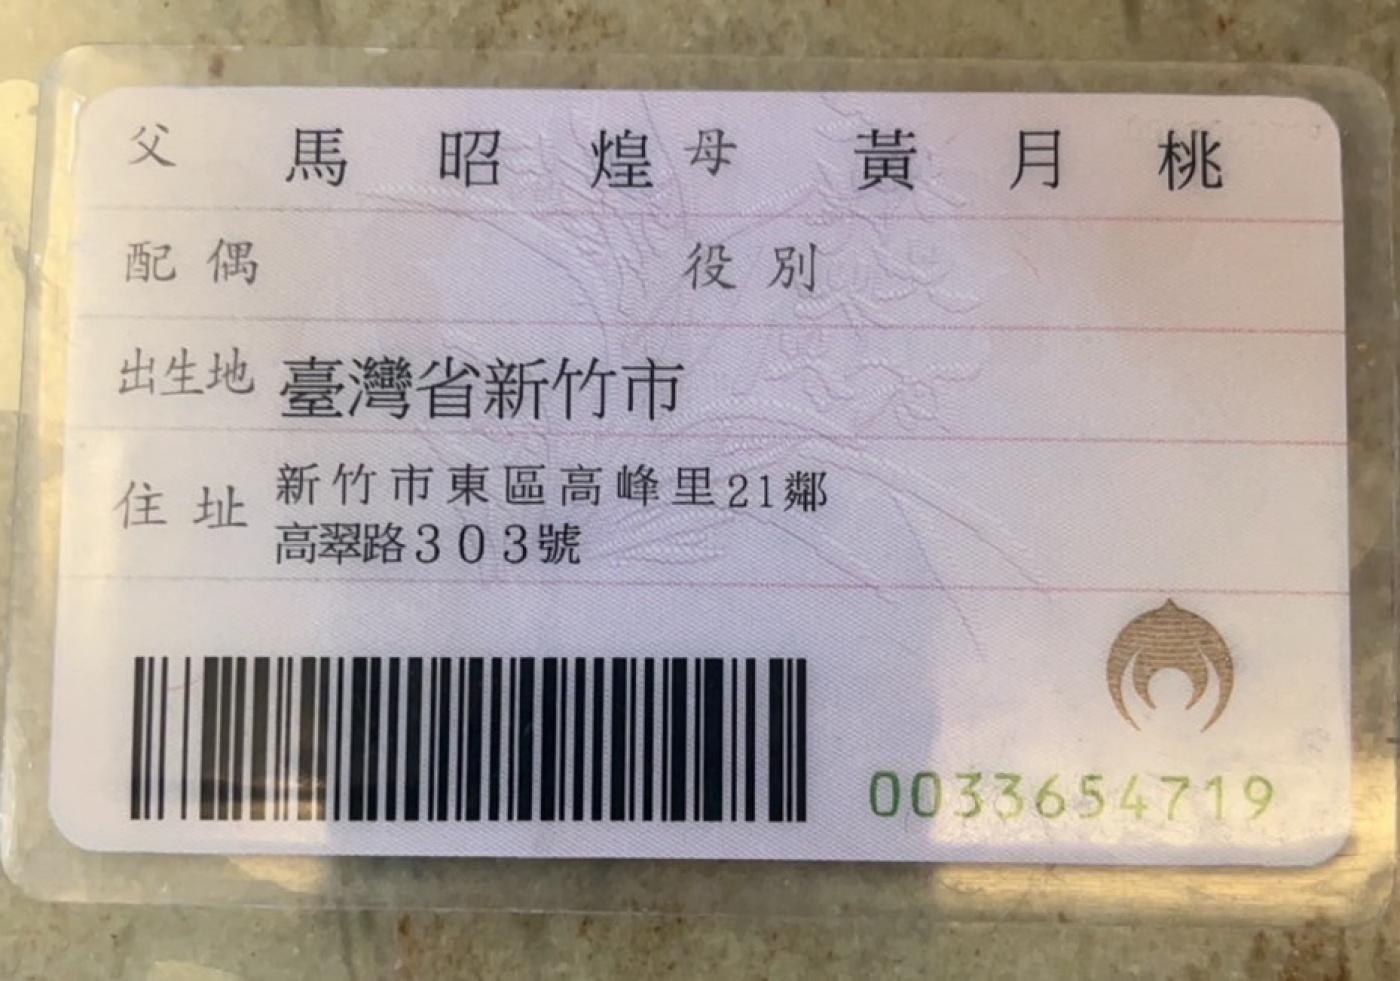 父 馬昭煌 母 黃月桃
配偶 役別
出生地 臺灣省新竹市
住址 新竹市東區高峰里21鄰
高翠路303號
0033654719